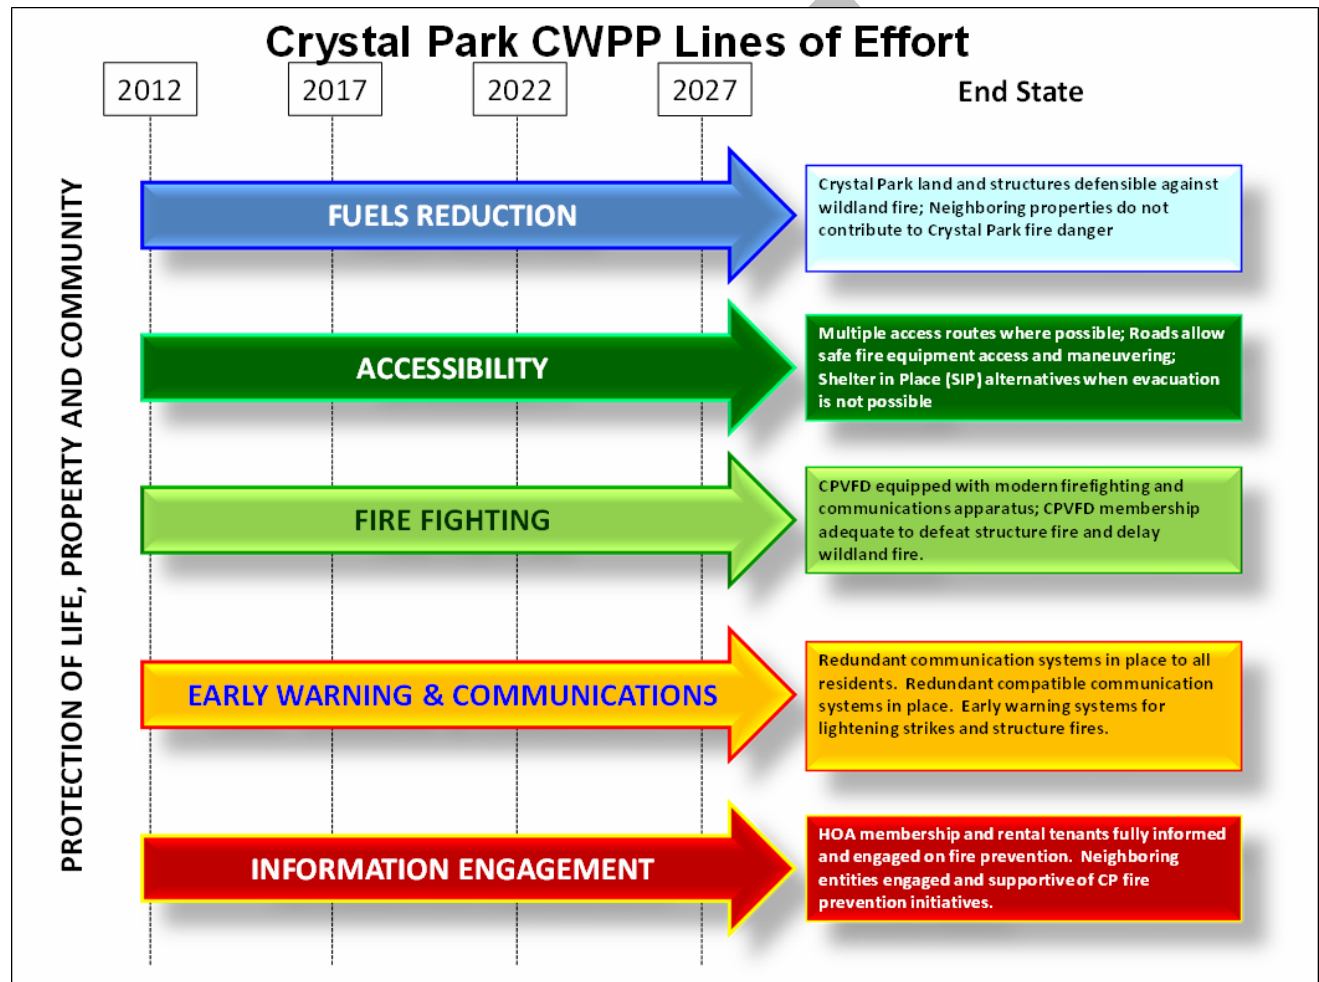 Crystal Park CWPP Lines of Effort
2012
2017
2022
2027
End State
PROTECTION OF LIFE, PROPERTY AND COMMUNITY
FUELS REDUCTION
Crystal Park land and structures defensible against
wildland fire; Neighboring properties do not
contribute to Crystal Park fire danger
ACCESSIBILITY
Multiple access routes where possible; Roads allow
safe fire equipment access and maneuvering;
Shelter in Place (SIP) alternatives when evacuation
is not possible
FIRE FIGHTING
CPVFD equipped with modern firefighting and
communications apparatus; CPVFD membership
adequate to defeat structure fire and delay
wildland fire.
EARLY WARNING & COMMUNICATIONS
Redundant communication systems in place to all
residents. Redundant compatible communication
systems in place. Early warning systems for
lightening strikes and structure fires.
INFORMATION ENGAGEMENT
HOA membership and rental tenants fully informed
and engaged on fire prevention. Neighboring
entities engaged and supportive of CP fire
prevention initiatives.